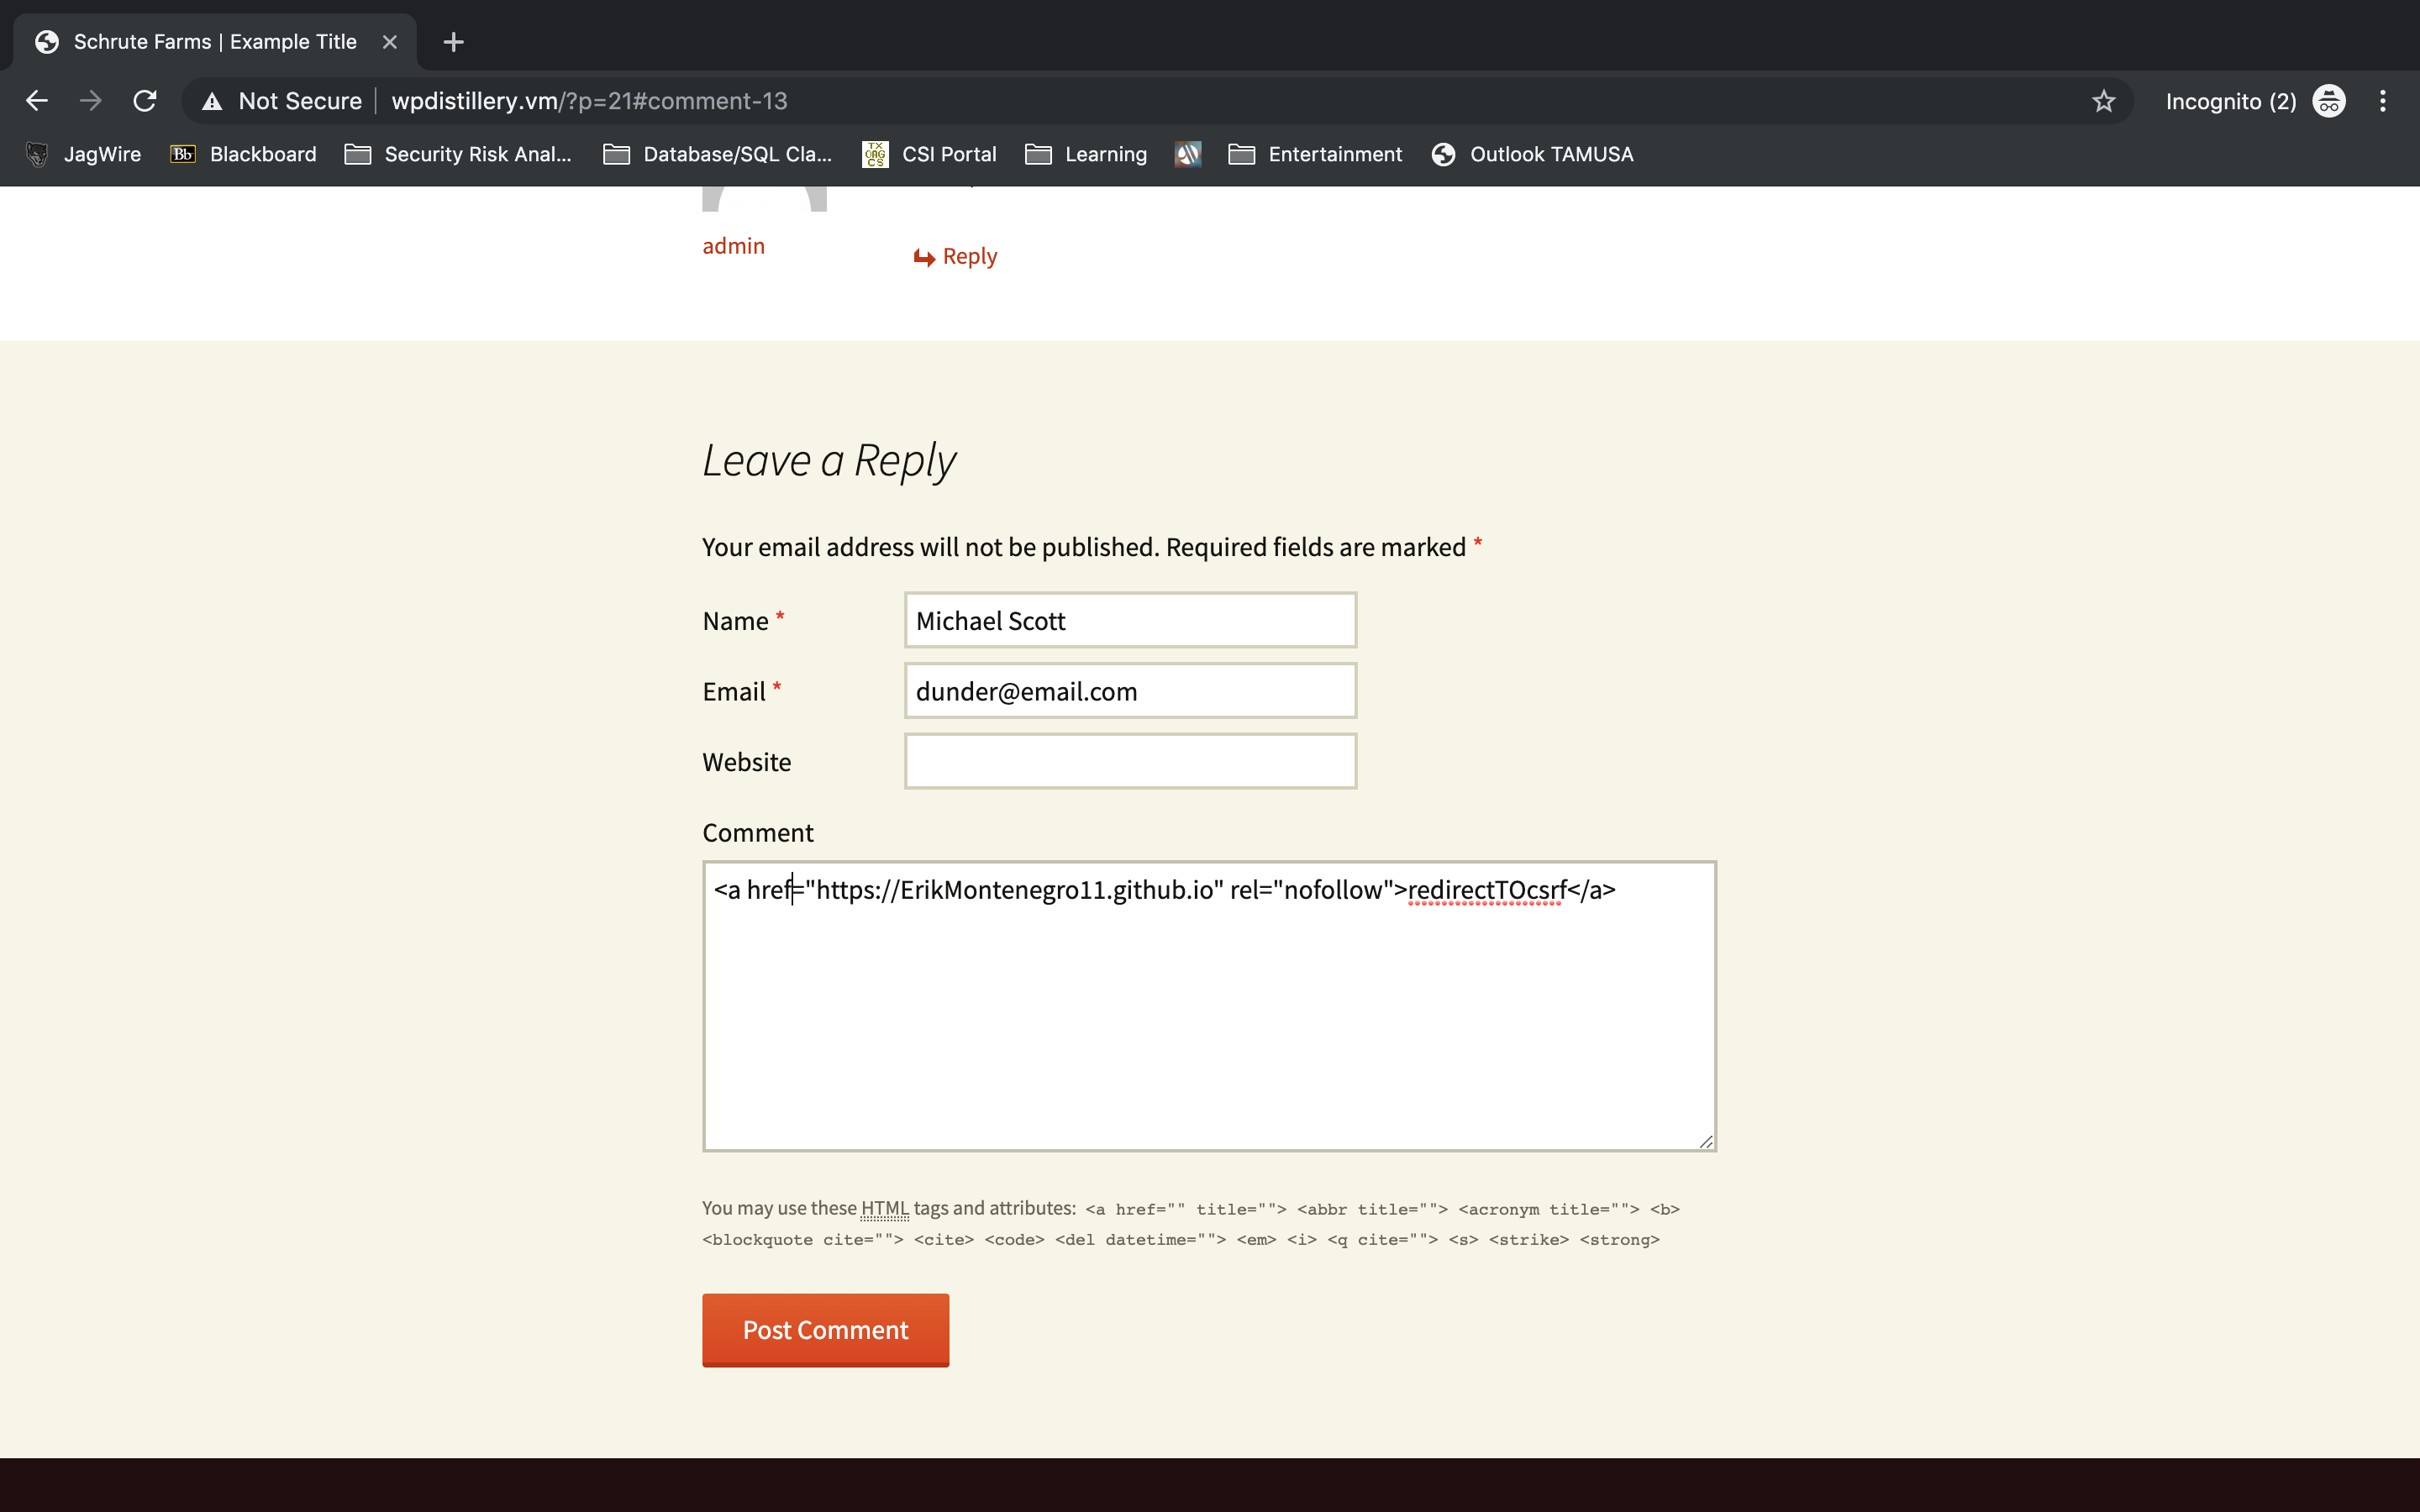 Schrute Farms | Example Title
Not Secure wpdistillery.vm/?p=21#comment-13 Incognito (2)
JagWire Bb Blackboard Security Risk Anal... Database/SQL Cla... TX ORG CS CSI Portal Learning Entertainment Outlook TAMUSA
admin
Reply
Leave a Reply
Your email address will not be published. Required fields are marked *
Name * Michael Scott
Email * dunder@email.com
Website
Comment
<a href="https://ErikMontenegro11.github.io" rel="nofollow">redirectTOcsrf</a>
You may use these HTML tags and attributes: <a href="" title=""> <abbr title=""> <acronym title=""> <b>
<blockquote cite=""> <cite> <code> <del datetime=""> <em> <i> <q cite=""> <s> <strike> <strong>
Post Comment